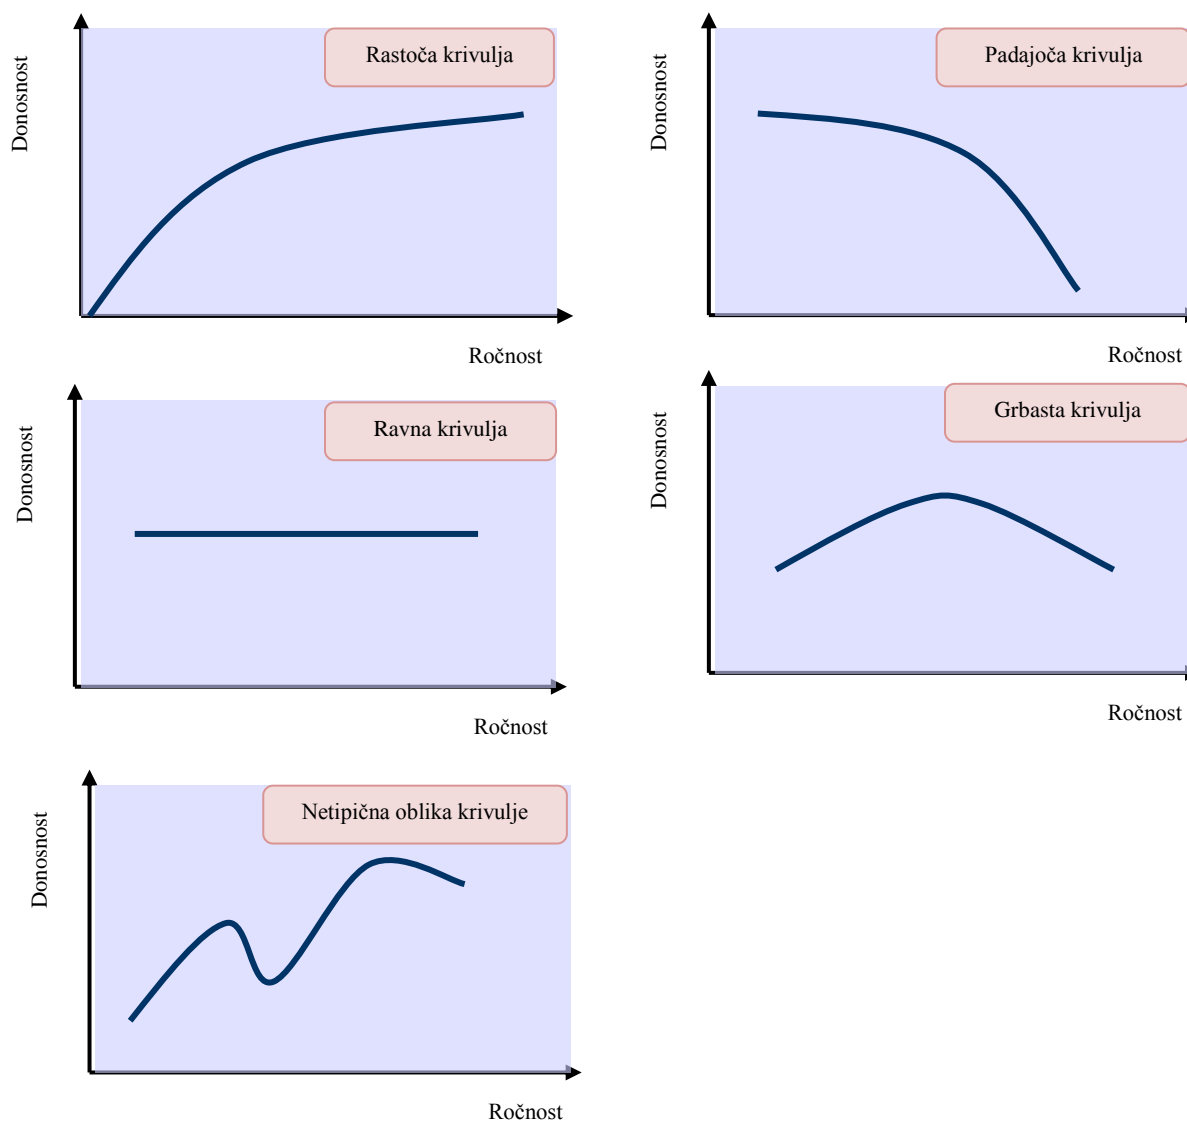 Rastoča krivulja
Donosnost
Ročnost
Padajoča krivulja
Donosnost
Ročnost
Ravna krivulja
Donosnost
Ročnost
Grbasta krivulja
Donosnost
Ročnost
Netipična oblika krivulje
Donosnost
Ročnost